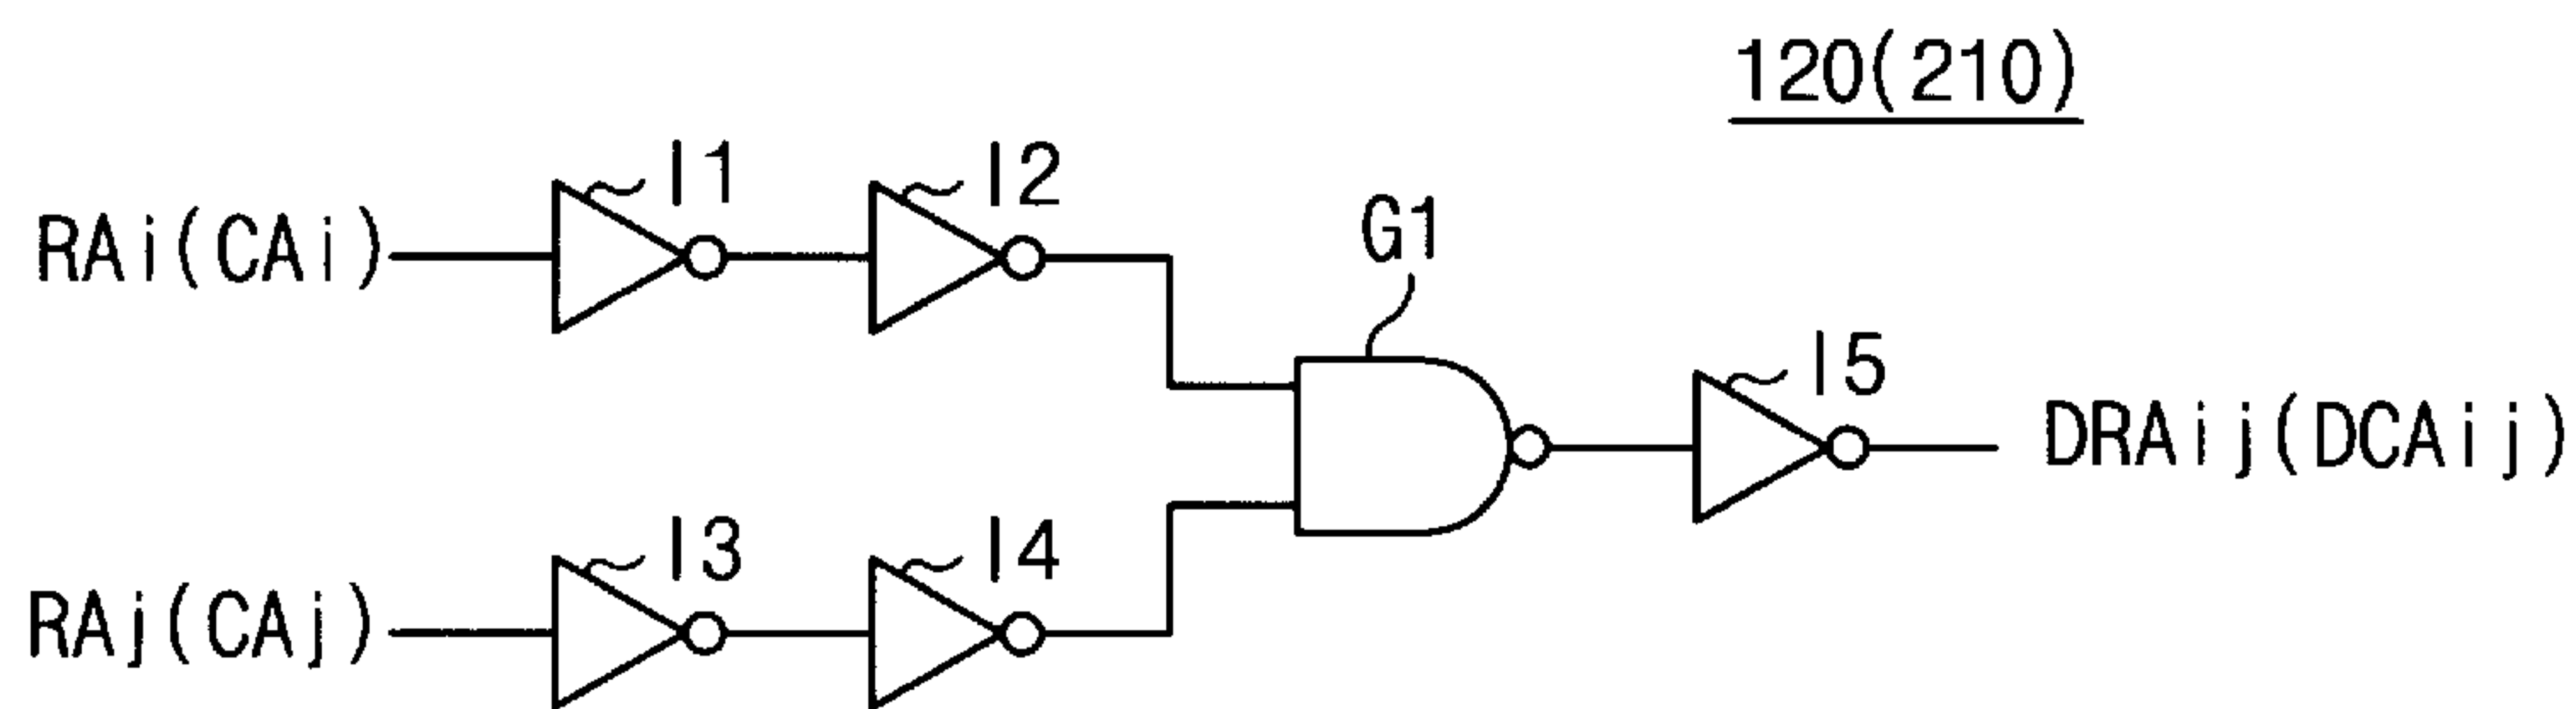 120(210)
I1
I2
RAi(CAi)
G1
I5
DRAij(DCAij)
I3
I4
RAj(CAj)